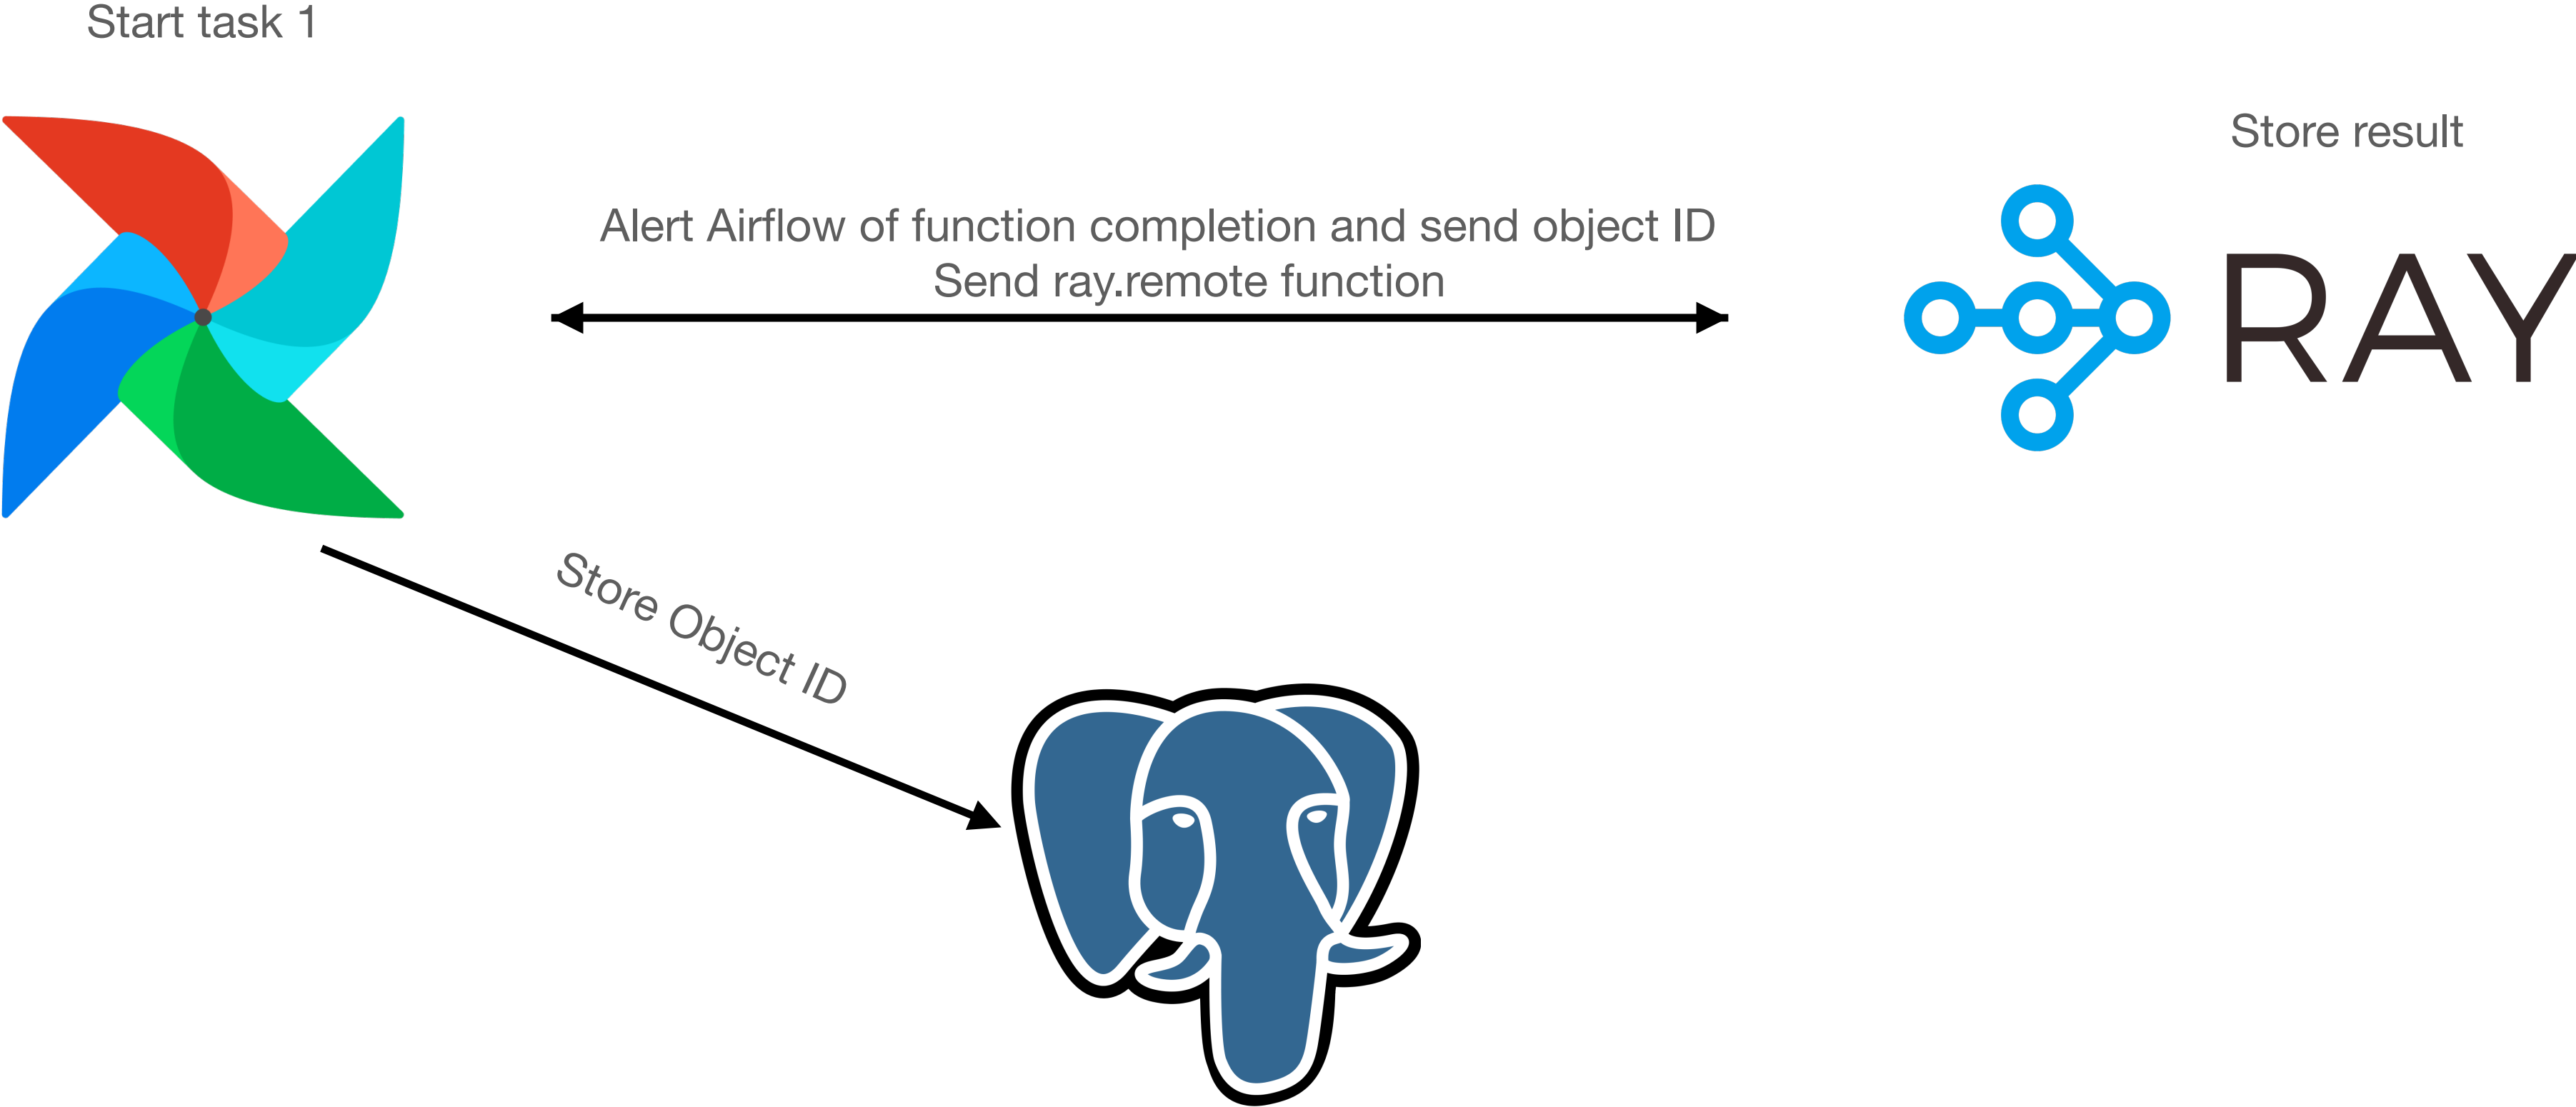 Start task 1
Store result
Alert Airflow of function completion and send object ID
Send ray.remote function
RAY
Store Object ID